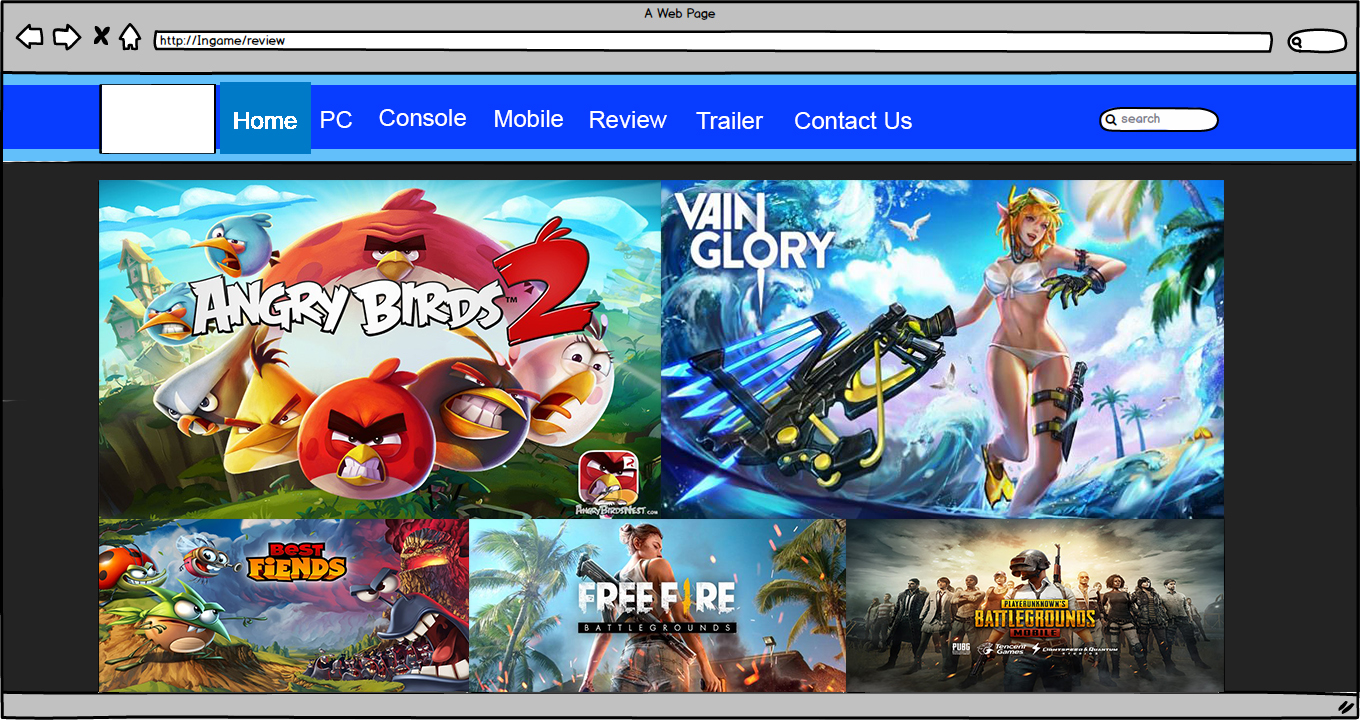 A Web Page
http://Ingame/review
Home PC Console Mobile Review Trailer Contact Us search
ANGRY BIRDS 2
TM
ANGRYBIRDSNEST.COM
VAIN
GLORY
BEST
FIENDS
FREE FIRE
BATTLEGROUNDS
PLAYERUNKNOWN'S
BATTLEGROUNDS
MOBILE
PUBG Tencent Games LIGHTSPEED & QUANTUM